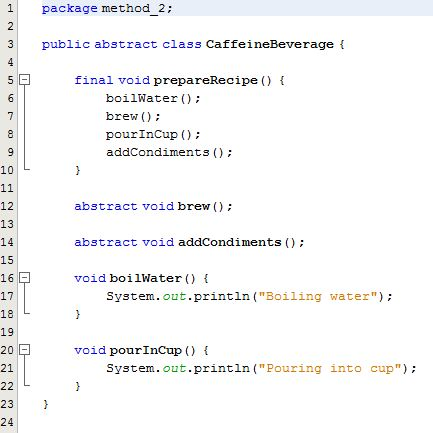 1 package method_2;
2
3 public abstract class CaffeineBeverage {
4
5 final void prepareRecipe() {
6 boilWater();
7 brew();
8 pourInCup();
9 addCondiments();
10 }
11
12 abstract void brew();
13
14 abstract void addCondiments();
15
16 void boilWater() {
17 System.out.println("Boiling water");
18 }
19
20 void pourInCup() {
21 System.out.println("Pouring into cup");
22 }
23 }
24